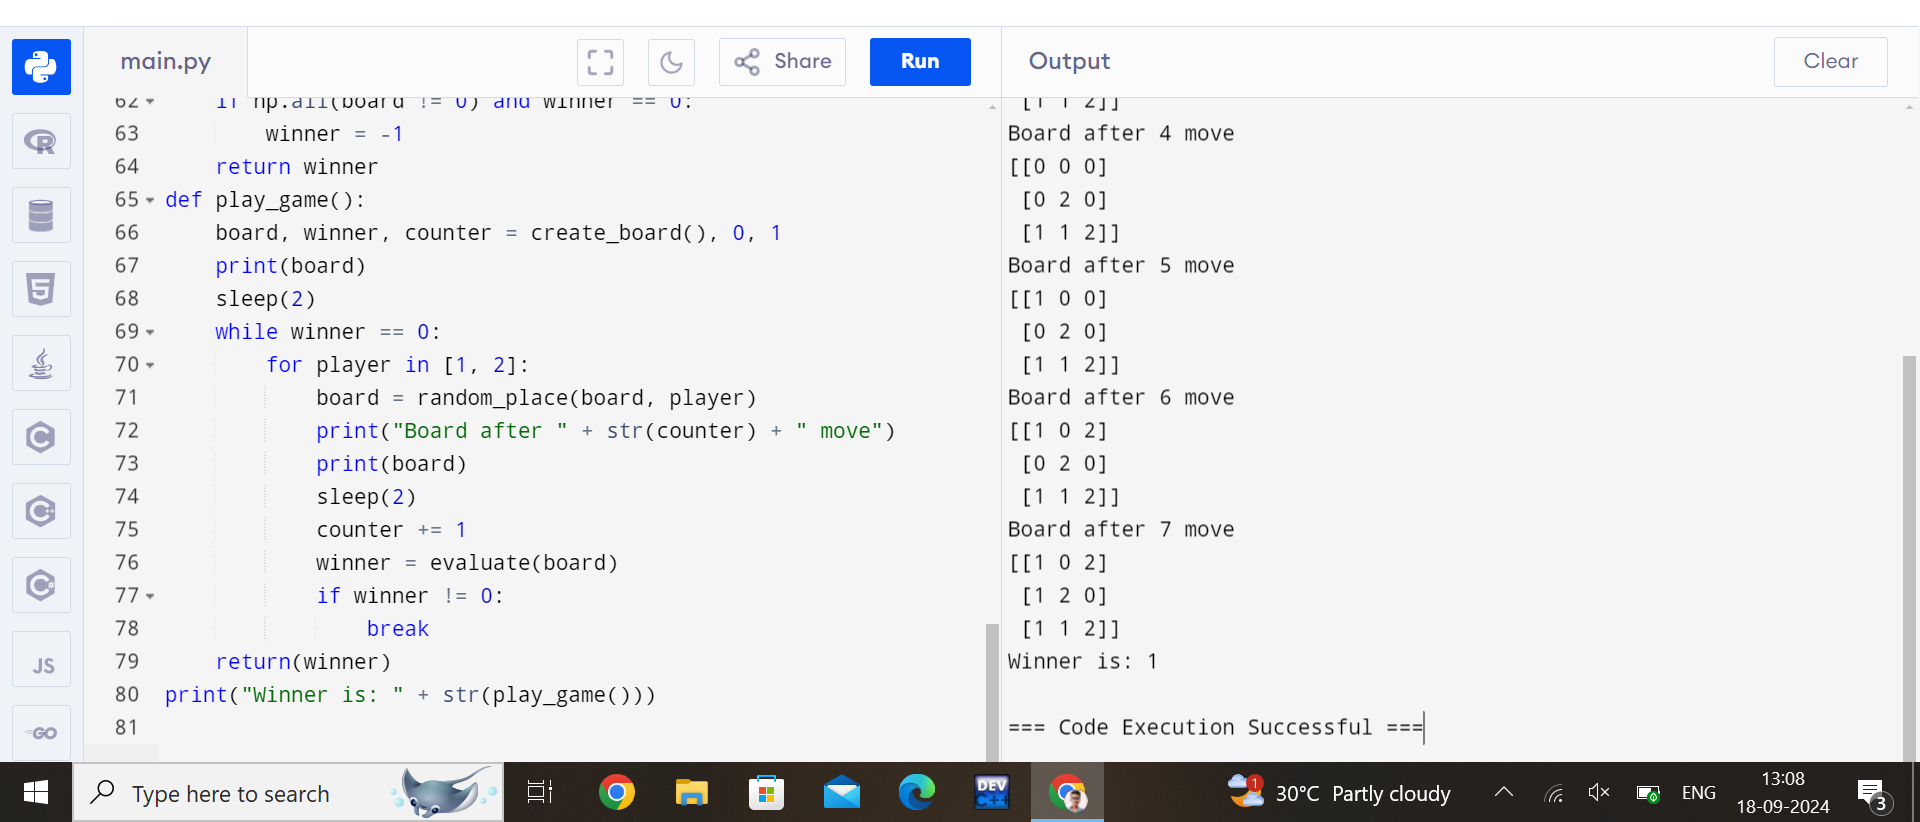 main.py
Share
Run
Output
Clear
62 if np.all(board != 0) and winner == 0:
63 winner = -1
64 return winner
65 def play_game():
66 board, winner, counter = create_board(), 0, 1
67 print(board)
68 sleep(2)
69 while winner == 0:
70 for player in [1, 2]:
71 board = random_place(board, player)
72 print("Board after " + str(counter) + " move")
73 print(board)
74 sleep(2)
75 counter += 1
76 winner = evaluate(board)
77 if winner != 0:
78 break
79 return(winner)
80 print("Winner is: " + str(play_game()))
81
[1 1 2]]
Board after 4 move
[[0 0 0]
[0 2 0]
[1 1 2]]
Board after 5 move
[[1 0 0]
[0 2 0]
[1 1 2]]
Board after 6 move
[[1 0 2]
[0 2 0]
[1 1 2]]
Board after 7 move
[[1 0 2]
[1 2 0]
[1 1 2]]
Winner is: 1
=== Code Execution Successful ===
R
5
C
C
C#
JS
GO
Type here to search
DEV
C++
1
30°C Partly cloudy
ENG
13:08
18-09-2024
3